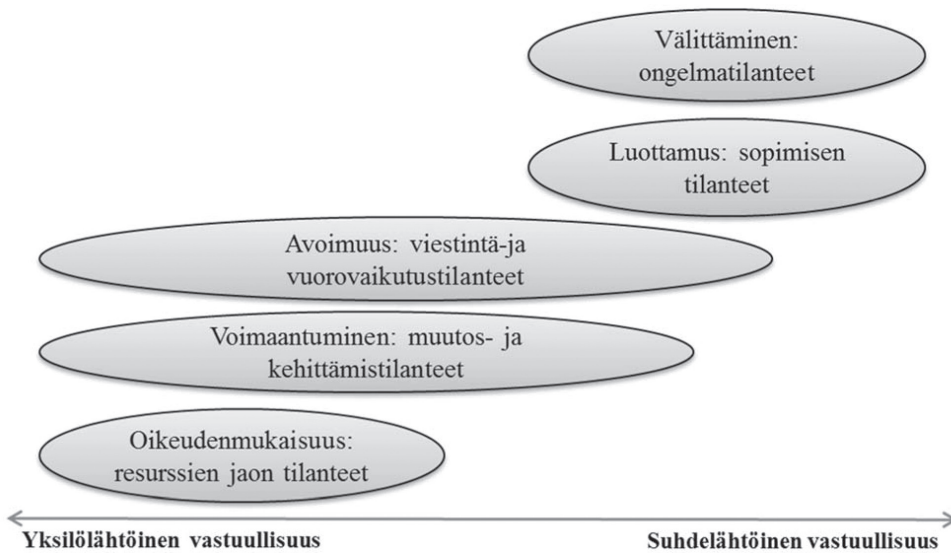 Välittäminen:
ongelmatilanteet
Luottamus: sopimisen
tilanteet
Avoimuus: viestintä-ja
vuorovaikutustilanteet
Voimaantuminen: muutos- ja
kehittämistilanteet
Oikeudenmukaisuus:
resurssien jaon tilanteet
Yksilölähtöinen vastuullisuus
Suhdelähtöinen vastuullisuus